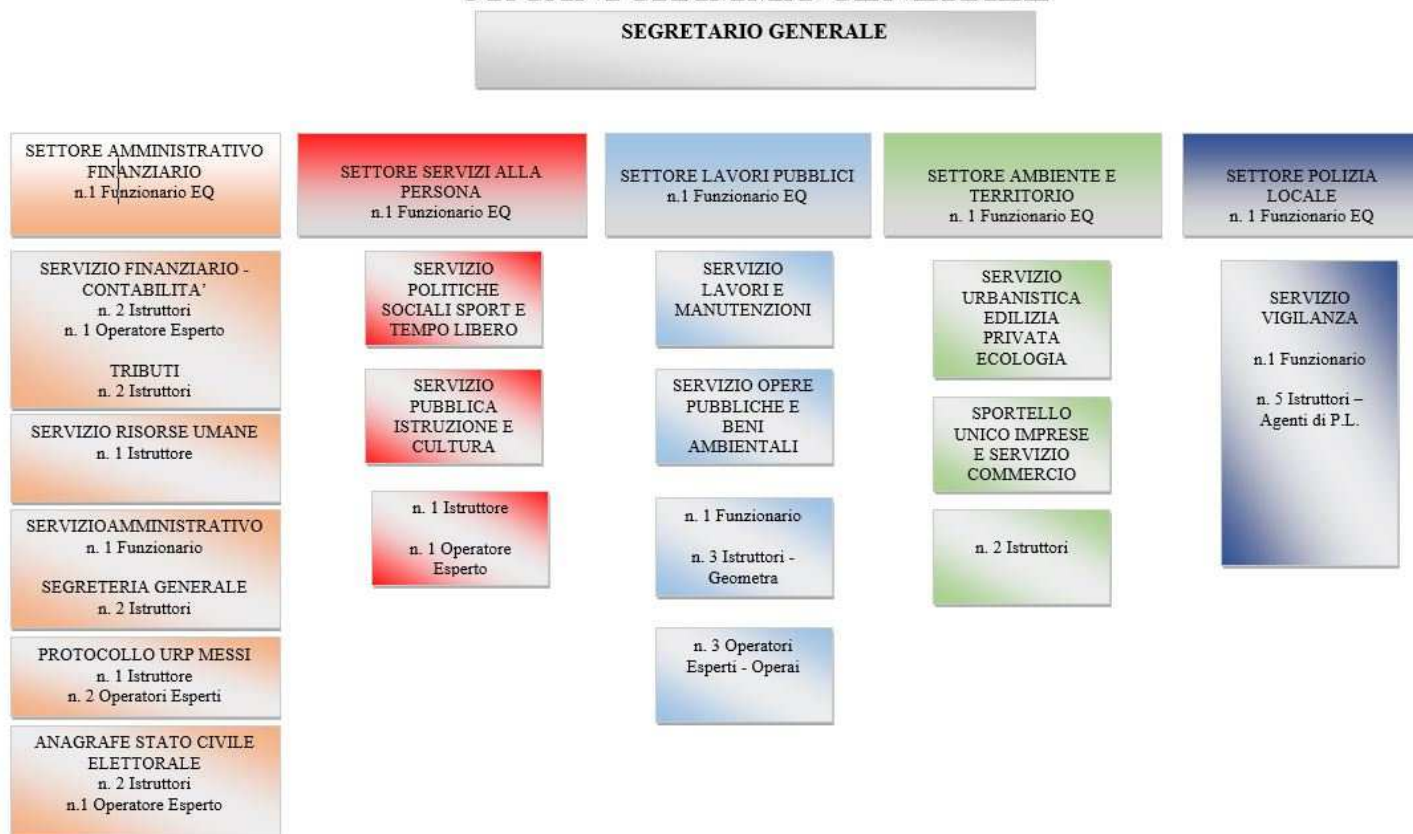 SEGRETARIO GENERALE
SETTORE AMMINISTRATIVO
FINANZIARIO
n.1 Funzionario EQ
SERVIZIO FINANZIARIO -
CONTABILITA’
n. 2 Istruttori
n. 1 Operatore Esperto
TRIBUTI
n. 2 Istruttori
SERVIZIO RISORSE UMANE
n. 1 Istruttore
SERVIZIOAMMINISTRATIVO
n. 1 Funzionario
SEGRETERIA GENERALE
n. 2 Istruttori
PROTOCOLLO URP MESSI
n. 1 Istruttore
n. 2 Operatori Esperti
ANAGRAFE STATO CIVILE
ELETTORALE
n. 2 Istruttori
n.1 Operatore Esperto
SETTORE SERVIZI ALLA
PERSONA
n.1 Funzionario EQ
SERVIZIO
POLITICHE
SOCIALI SPORT E
TEMPO LIBERO
SERVIZIO
PUBBLICA
ISTRUZIONE E
CULTURA
n. 1 Istruttore
n. 1 Operatore
Esperto
SETTORE LAVORI PUBBLICI
n.1 Funzionario EQ
SERVIZIO
LAVORI E
MANUTENZIONI
SERVIZIO OPERE
PUBBLICHE E
BENI
AMBIENTALI
n. 1 Funzionario
n. 3 Istruttori -
Geometra
n. 3 Operatori
Esperti - Operai
SETTORE AMBIENTE E
TERRITORIO
n. 1 Funzionario EQ
SERVIZIO
URBANISTICA
EDILIZIA
PRIVATA
ECOLOGIA
SPORTELLO
UNICO IMPRESE
E SERVIZIO
COMMERCIO
n. 2 Istruttori
SETTORE POLIZIA
LOCALE
n. 1 Funzionario EQ
SERVIZIO
VIGILANZA
n.1 Funzionario
n. 5 Istruttori –
Agenti di P.L.